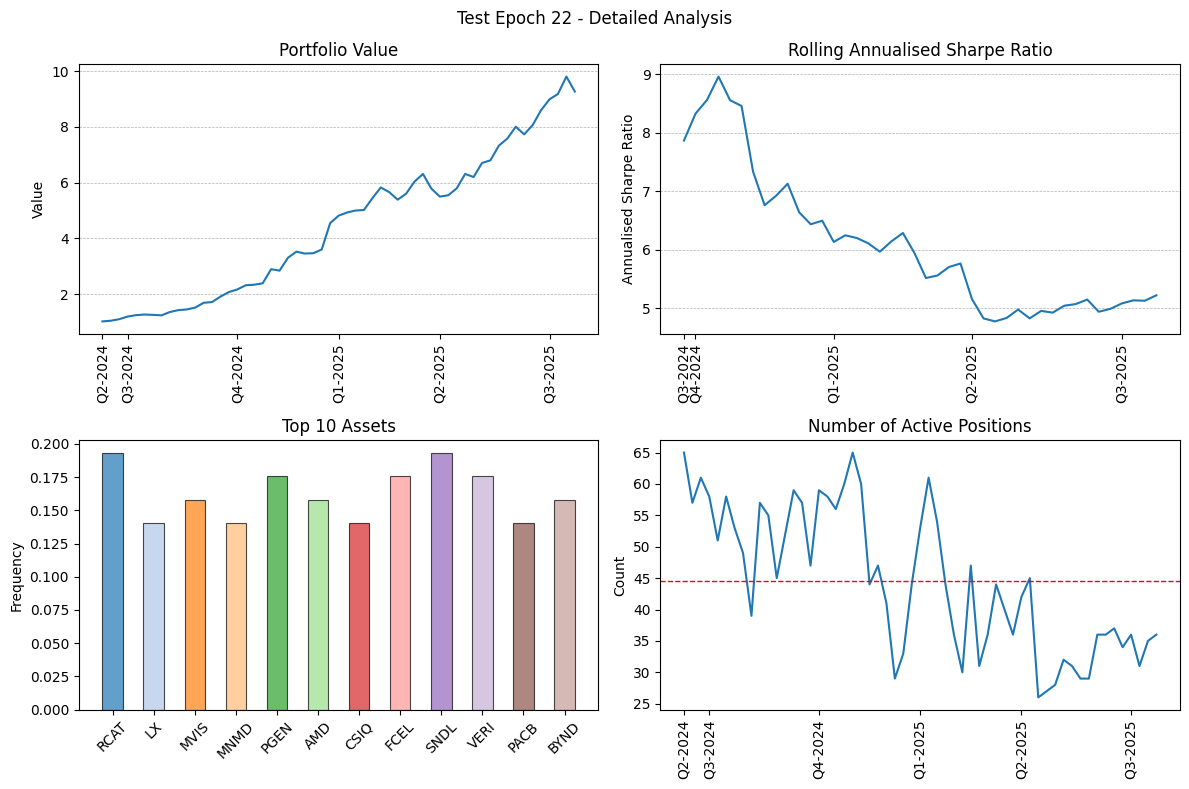 Test Epoch 22 - Detailed Analysis
Portfolio Value
Value
10
8
6
4
2
Q2-2024
Q3-2024
Q4-2024
Q1-2025
Q2-2025
Q3-2025
Rolling Annualised Sharpe Ratio
Annualised Sharpe Ratio
9
8
7
6
5
Q3-2024
Q4-2024
Q1-2025
Q2-2025
Q3-2025
Top 10 Assets
Frequency
0.200
0.175
0.150
0.125
0.100
0.075
0.050
0.025
0.000
RCAT
LX
MVIS
MNMD
PGEN
AMD
CSIQ
FCEL
SNDL
VERI
PACB
BYND
Number of Active Positions
Count
65
60
55
50
45
40
35
30
25
Q2-2024
Q3-2024
Q4-2024
Q1-2025
Q2-2025
Q3-2025